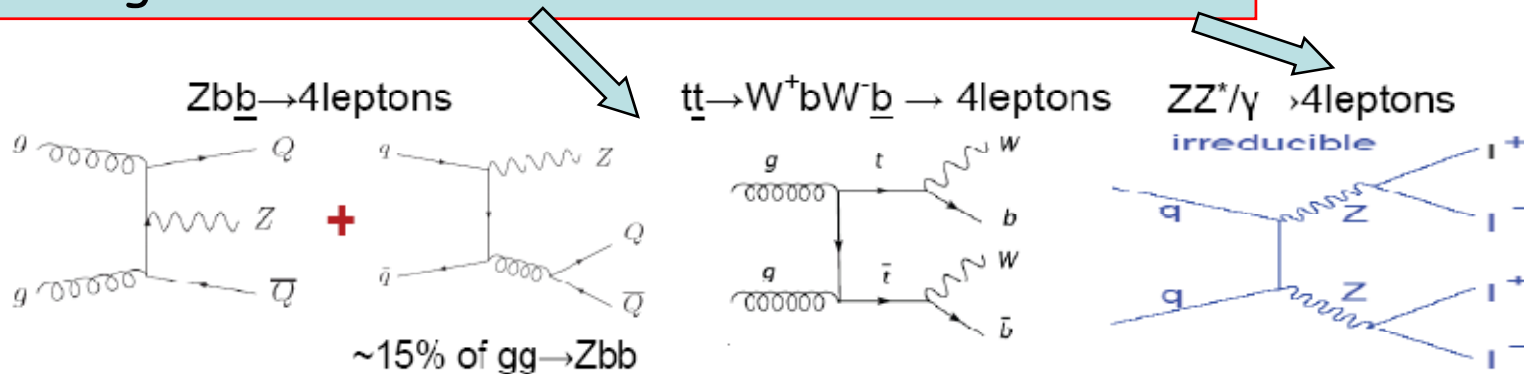 g
Zbb̲→4leptons
tt̲→W⁺bW⁻b̲ → 4leptons
ZZ*/γ →4leptons
irreducible
g Q
Z
g Q̅
+
q Z
Q
q̄ Q̅
~15% of gg→Zbb
g t W
b
g t̄ W
b̄
q Z l⁺
l⁻
q Z l⁺
l⁻